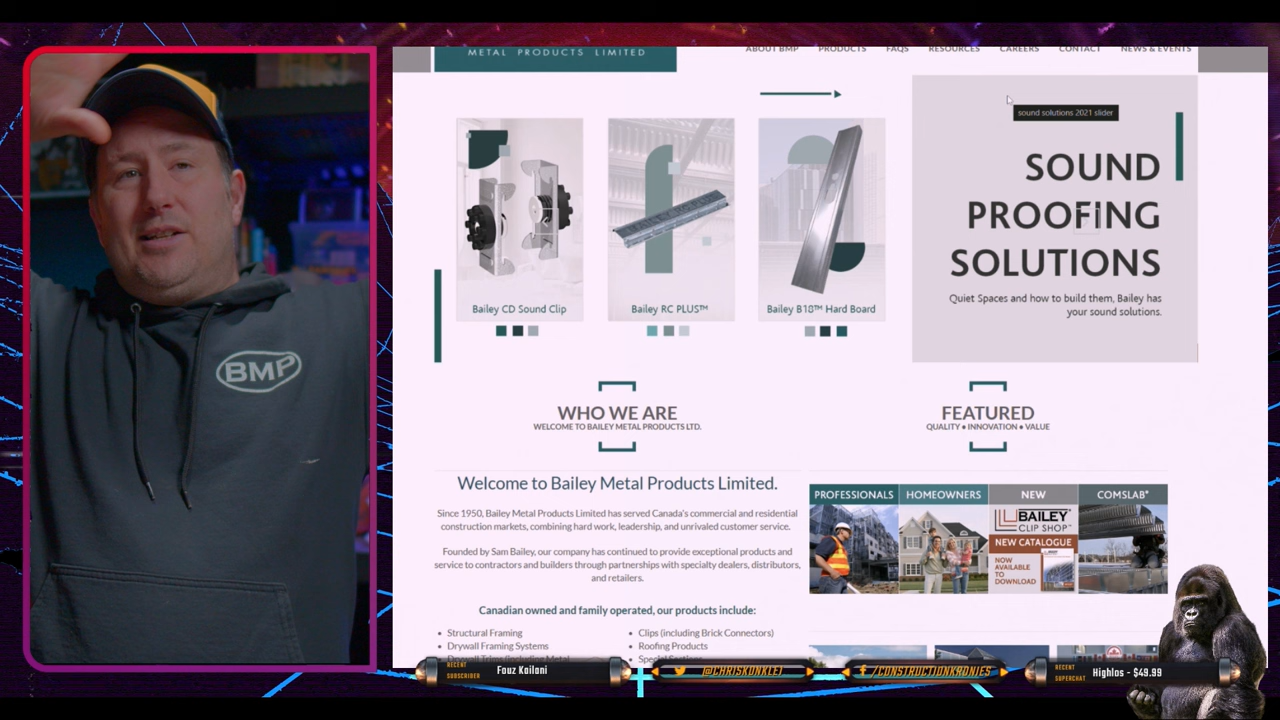 METAL PRODUCTS LIMITED
ABOUT BMP PRODUCTS FAQS RESOURCES CAREERS CONTACT NEWS & EVENTS
sound solutions 2021 slider
SOUND
PROOFING
SOLUTIONS
Quiet Spaces and how to build them, Bailey has
your sound solutions.
Bailey CD Sound Clip
Bailey RC PLUS™
Bailey B18™ Hard Board
BMP
WHO WE ARE
WELCOME TO BAILEY METAL PRODUCTS LTD.
FEATURED
QUALITY • INNOVATION • VALUE
Welcome to Bailey Metal Products Limited.
Since 1950, Bailey Metal Products Limited has served Canada's commercial and residential
construction markets, combining hard work, leadership, and unrivaled customer service.
Founded by Sam Bailey, our company has continued to provide exceptional products and
service to contractors and builders through partnerships with specialty dealers, distributors,
and retailers.
Canadian owned and family operated, our products include:
• Structural Framing
• Drywall Framing Systems
• Clips (including Brick Connectors)
• Roofing Products
PROFESSIONALS
HOMEOWNERS
NEW
BAILEY
CLIP SHOP™
NEW CATALOGUE
NOW
AVAILABLE
TO
DOWNLOAD
COMSLAB®
RECENT
SUBSCRIBER
Fouz Kailani
@CHRISKUNKLE1
/CONSTRUCTIONKRONIES
RECENT
SUPERCHAT
Highlos - $49.99